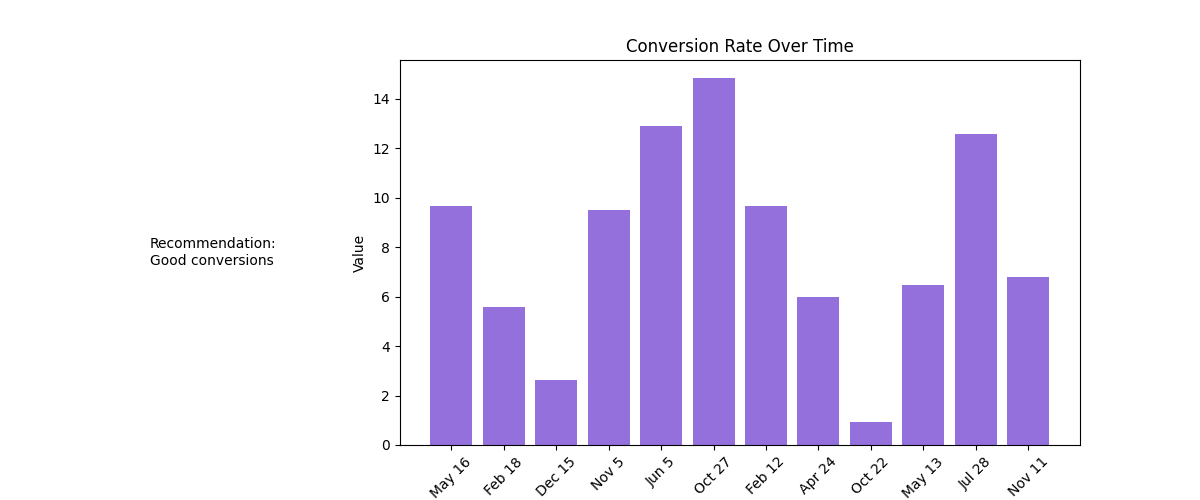 Conversion Rate Over Time
Recommendation:
Good conversions
Value
14
12
10
8
6
4
2
0
May 16
Feb 18
Dec 15
Nov 5
Jun 5
Oct 27
Feb 12
Apr 24
Oct 22
May 13
Jul 28
Nov 11